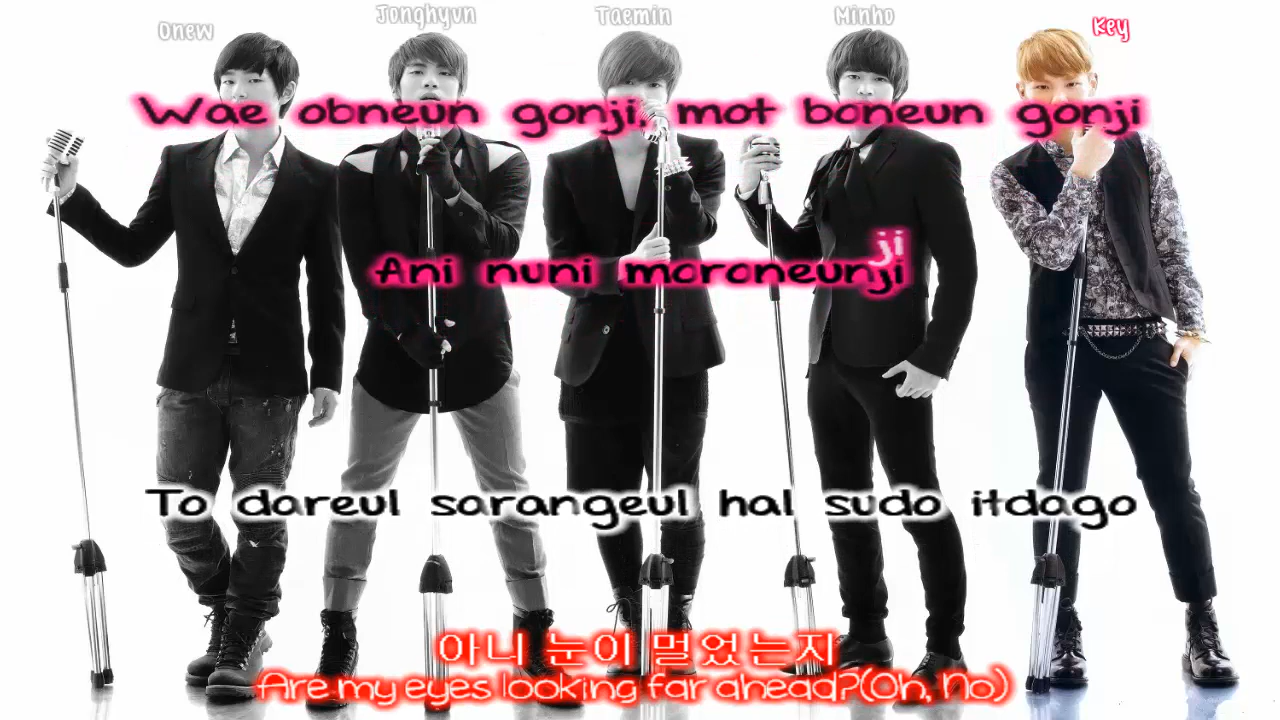 Onew Jonghyun Taemin Minho Key
Wae obneun gonji, mot boneun gonji
ji
Ani nuni moroneunji
To dareul sarangeul hal sudo itdago
아니 눈이 멀었는지
Are my eyes looking far ahead?(Oh, No)